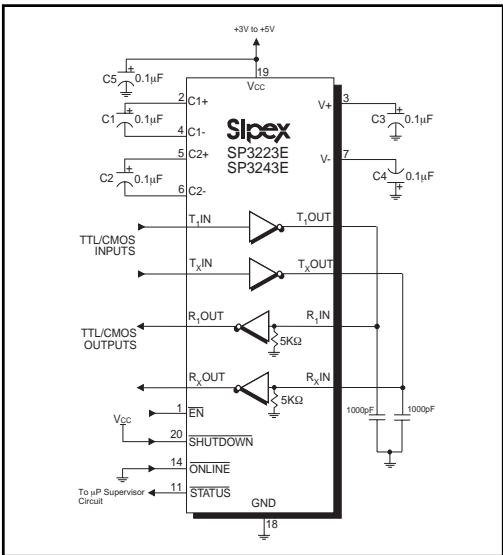 +3V to +5V
19
VCC
C5
+
0.1μF
2
C1+
C1
+
0.1μF
4
C1-
5
C2+
C2
+
0.1μF
6
C2-
Sipex
SP3223E
SP3243E
V+
3
C3
+
0.1μF
V-
7
C4
+
0.1μF
TTL/CMOS
INPUTS
T1IN
T1OUT
TXIN
TXOUT
TTL/CMOS
OUTPUTS
R1OUT
R1IN
5KΩ
RXOUT
RXIN
5KΩ
1000pF
1000pF
1
EN
VCC
20
SHUTDOWN
14
ONLINE
To μP Supervisor
Circuit
11
STATUS
GND
18